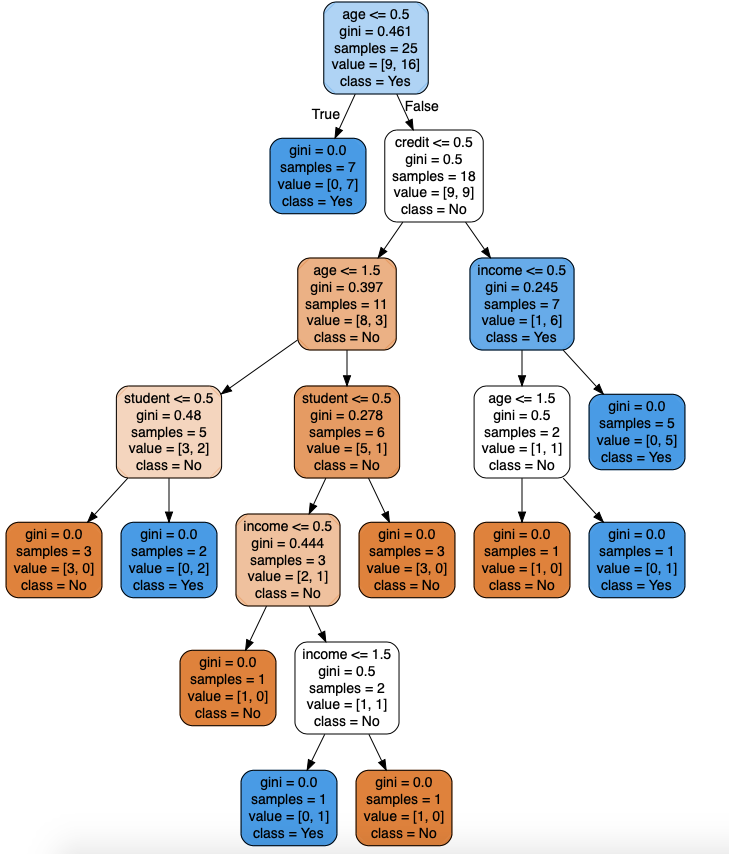 age <= 0.5
gini = 0.461
samples = 25
value = [9, 16]
class = Yes
True
False
gini = 0.0
samples = 7
value = [0, 7]
class = Yes
credit <= 0.5
gini = 0.5
samples = 18
value = [9, 9]
class = No
age <= 1.5
gini = 0.397
samples = 11
value = [8, 3]
class = No
income <= 0.5
gini = 0.245
samples = 7
value = [1, 6]
class = Yes
student <= 0.5
gini = 0.48
samples = 5
value = [3, 2]
class = No
student <= 0.5
gini = 0.278
samples = 6
value = [5, 1]
class = No
age <= 1.5
gini = 0.5
samples = 2
value = [1, 1]
class = No
gini = 0.0
samples = 5
value = [0, 5]
class = Yes
gini = 0.0
samples = 3
value = [3, 0]
class = No
gini = 0.0
samples = 2
value = [0, 2]
class = Yes
income <= 0.5
gini = 0.444
samples = 3
value = [2, 1]
class = No
gini = 0.0
samples = 3
value = [3, 0]
class = No
gini = 0.0
samples = 1
value = [1, 0]
class = No
gini = 0.0
samples = 1
value = [0, 1]
class = Yes
gini = 0.0
samples = 1
value = [1, 0]
class = No
income <= 1.5
gini = 0.5
samples = 2
value = [1, 1]
class = No
gini = 0.0
samples = 1
value = [0, 1]
class = Yes
gini = 0.0
samples = 1
value = [1, 0]
class = No